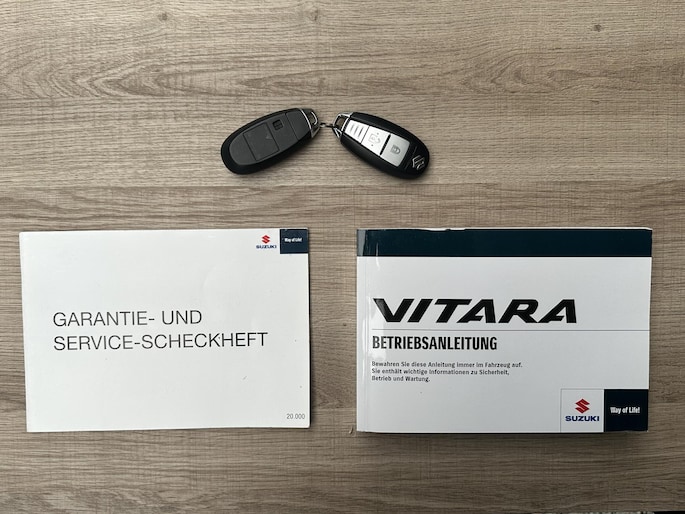 SUZUKI
Way of Life!
GARANTIE- UND
SERVICE-SCHECKHEFT
20.000
VITARA
BETRIEBSANLEITUNG
Bewahren Sie diese Anleitung immer im Fahrzeug auf.
Sie enthält wichtige Informationen zu Sicherheit,
Betrieb und Wartung.
SUZUKI
Way of Life!